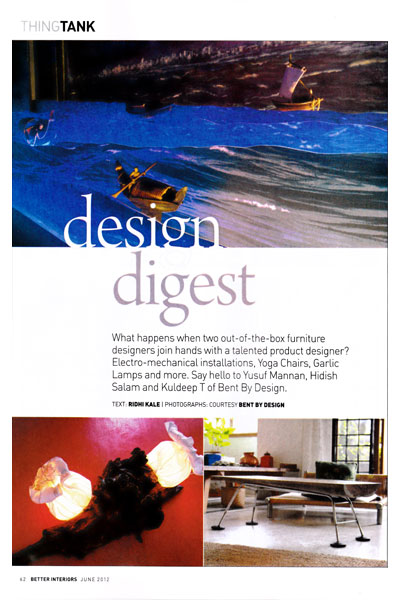 THINGTANK
design
digest
What happens when two out-of-the-box furniture
designers join hands with a talented product designer?
Electro-mechanical installations, Yoga Chairs, Garlic
Lamps and more. Say hello to Yusuf Mannan, Hidish
Salam and Kuldeep T of Bent By Design.
TEXT: RIDHI KALE | PHOTOGRAPHS: COURTESY BENT BY DESIGN
62 BETTER INTERIORS JUNE 2012